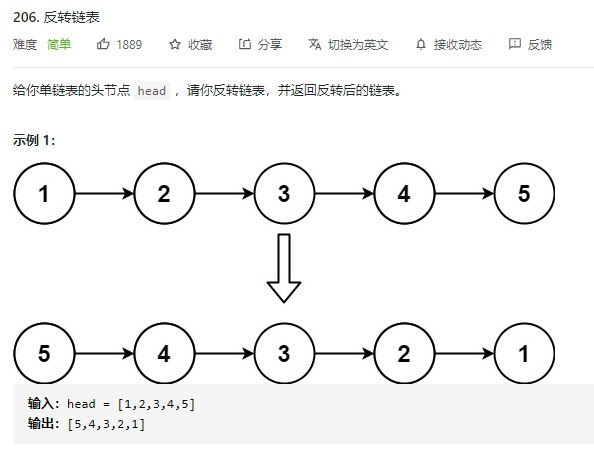 206. 反转链表
难度 简单 1889 收藏 分享 切换为英文 接收动态 反馈
给你单链表的头节点 head ，请你反转链表，并返回反转后的链表。
示例 1：
1 2 3 4 5
5 4 3 2 1
输入：head = [1,2,3,4,5]
输出：[5,4,3,2,1]